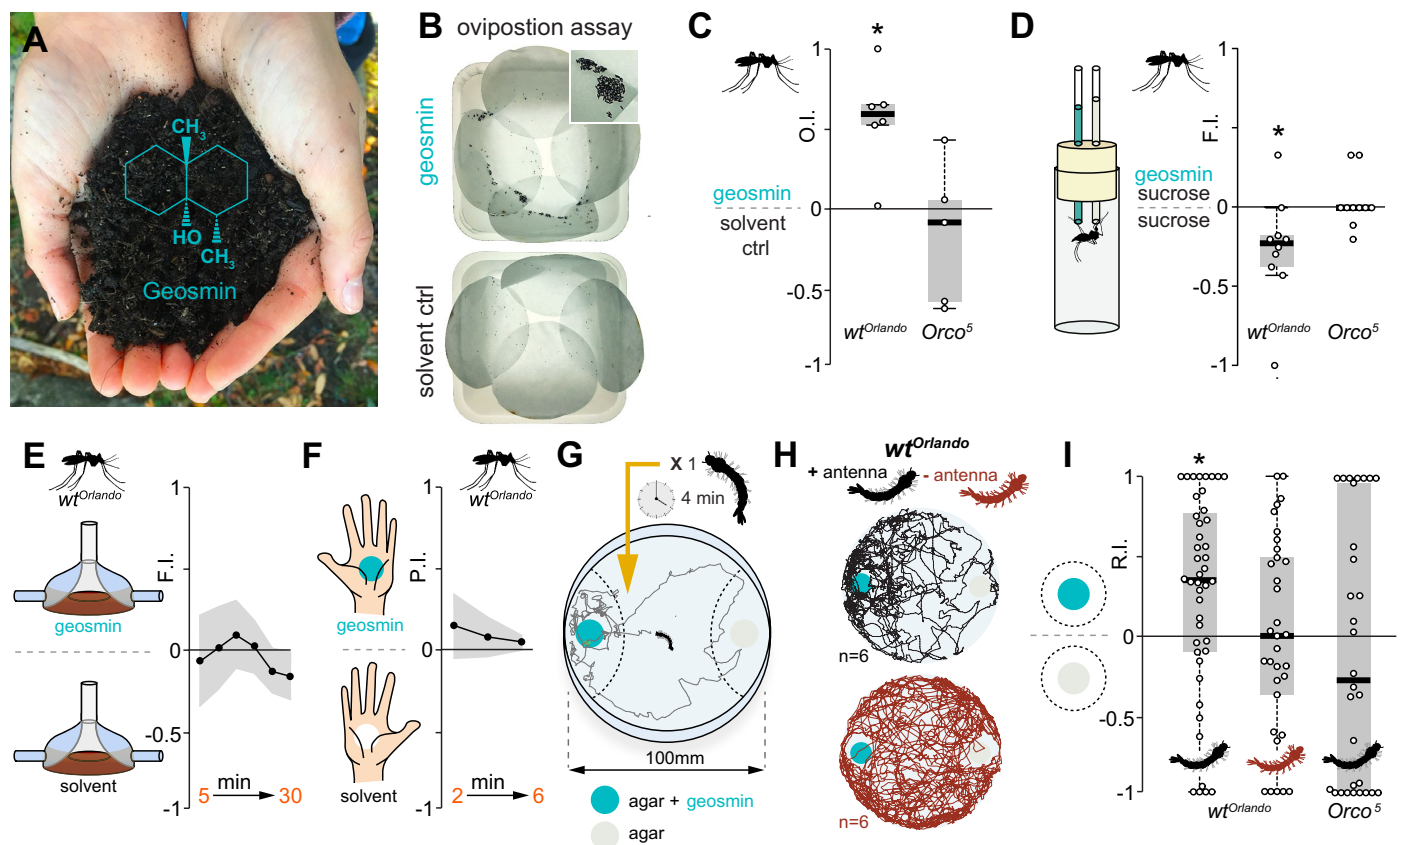 A
CH3
HO
CH3
Geosmin
B
ovipostion assay
geosmin
solvent ctrl
C
1
O.I.
*
geosmin
0
solvent
ctrl
-0.5
wtOrlando
Orco5
-1
D
1
F.I.
*
geosmin
sucrose
0
sucrose
-0.5
wtOrlando
Orco5
-1
E
wtOrlando
1
F.I.
geosmin
0
-0.5
solvent
min
5
30
-1
F
wtOrlando
1
P.I.
geosmin
0
solvent
min
2
6
-1
G
X 1
4 min
100mm
agar + geosmin
agar
H
wtOrlando
+ antenna
- antenna
n=6
n=6
I
*
1
R.I.
0
-0.5
-1
wtOrlando
Orco5